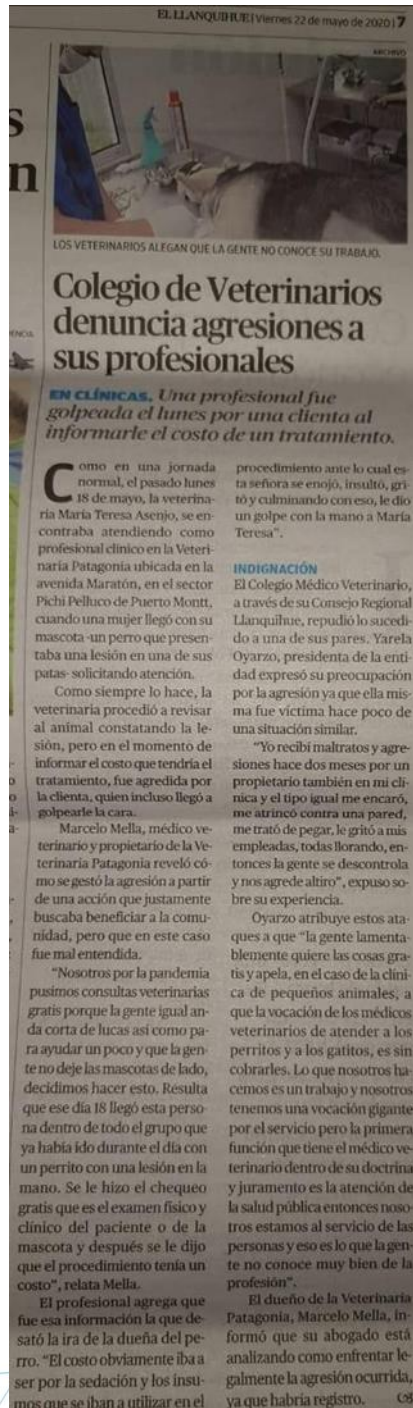 EL LLANQUIHUE | Viernes 22 de mayo de 2020 | 7
ARCHIVO
LOS VETERINARIOS ALEGAN QUE LA GENTE NO CONOCE SU TRABAJO.
Colegio de Veterinarios
denuncia agresiones a
sus profesionales
EN CLÍNICAS. Una profesional fue
golpeada el lunes por una clienta al
informarle el costo de un tratamiento.
Como en una jornada
normal, el pasado lunes
18 de mayo, la veterina-
ria María Teresa Asenjo, se en-
contraba atendiendo como
profesional clínico en la Veteri-
naria Patagonia ubicada en la
avenida Maratón, en el sector
Pichi Pelluco de Puerto Montt,
cuando una mujer llegó con su
mascota -un perro que presen-
taba una lesión en una de sus
patas- solicitando atención.
Como siempre lo hace, la
veterinaria procedió a revisar
al animal constatando la le-
sión, pero en el momento de
informar el costo que tendría el
tratamiento, fue agredida por
la clienta, quien incluso llegó a
golpearle la cara.
Marcelo Mella, médico ve-
terinario y propietario de la Ve-
terinaria Patagonia reveló có-
mo se gestó la agresión a partir
de una acción que justamente
buscaba beneficiar a la comu-
nidad, pero que en este caso
fue mal entendida.
"Nosotros por la pandemia
pusimos consultas veterinarias
gratis porque la gente igual an-
da corta de lucas así como pa-
ra ayudar un poco y que la gen-
te no deje las mascotas de lado,
decidimos hacer esto. Resulta
que ese día 18 llegó esta perso-
na dentro de todo el grupo que
ya había ido durante el día con
un perrito con una lesión en la
mano. Se le hizo el chequeo
gratis que es el examen físico y
clínico del paciente o de la
mascota y después se le dijo
que el procedimiento tenía un
costo", relata Mella.
El profesional agrega que
fue esa información la que de-
sató la ira de la dueña del pe-
rro. "El costo obviamente iba a
ser por la sedación y los insu-
mos que se iban a utilizar en el
procedimiento ante lo cual es-
ta señora se enojó, insultó, gri-
tó y culminando con eso, le dio
un golpe con la mano a María
Teresa".
INDIGNACIÓN
El Colegio Médico Veterinario,
a través de su Consejo Regional
Llanquihue, repudió lo sucedi-
do a una de sus pares. Yarela
Oyarzo, presidenta de la enti-
dad expresó su preocupación
por la agresión ya que ella mis-
ma fue víctima hace poco de
una situación similar.
"Yo recibí maltratos y agre-
siones hace dos meses por un
propietario también en mi clí-
nica y el tipo igual me encaró,
me atrincó contra una pared,
me trató de pegar, le gritó a mis
empleadas, todas llorando, en-
tonces la gente se descontrola
y nos agrede altiro", expuso so-
bre su experiencia.
Oyarzo atribuye estos ata-
ques a que "la gente lamenta-
blemente quiere las cosas gra-
tis y apela, en el caso de la clíni-
ca de pequeños animales, a
que la vocación de los médicos
veterinarios de atender a los
perritos y a los gatitos, es sin
cobrarles. Lo que nosotros ha-
cemos es un trabajo y nosotros
tenemos una vocación gigante
por el servicio pero la primera
función que tiene el médico ve-
terinario dentro de su doctrina
y juramento es la atención de
la salud pública entonces noso-
tros estamos al servicio de las
personas y eso es lo que la gen-
te no conoce muy bien de la
profesión".
El dueño de la Veterinaria
Patagonia, Marcelo Mella, in-
formó que su abogado está
analizando como enfrentar le-
galmente la agresión ocurrida,
ya que habría registro.